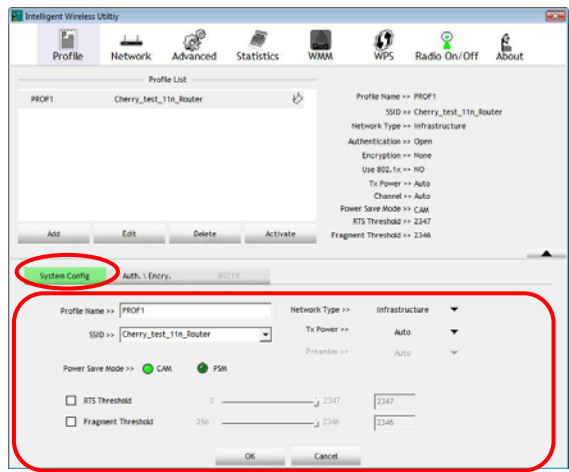 Intelligent Wireless Utiltiy
Profile Network Advanced Statistics WMM WPS Radio On/Off About
Profile List
PROF1 Cherry_test_11n_Router
Profile Name >> PROF1
SSID >> Cherry_test_11n_Router
Network Type >> Infrastructure
Authentication >> Open
Encryption >> None
Use 802.1x >> NO
Tx Power >> Auto
Channel >> Auto
Power Save Mode >> CAM
RTS Threshold >> 2347
Fragment Threshold >> 2346
Add Edit Delete Activate
System Config Auth. \ Encry. 8021X
Profile Name >> PROF1 Network Type >> Infrastructure
SSID >> Cherry_test_11n_Router Tx Power >> Auto
Preamble >> Auto
Power Save Mode >> CAM PSM
RTS Threshold 0 2347 2347
Fragment Threshold 256 2346 2346
OK Cancel